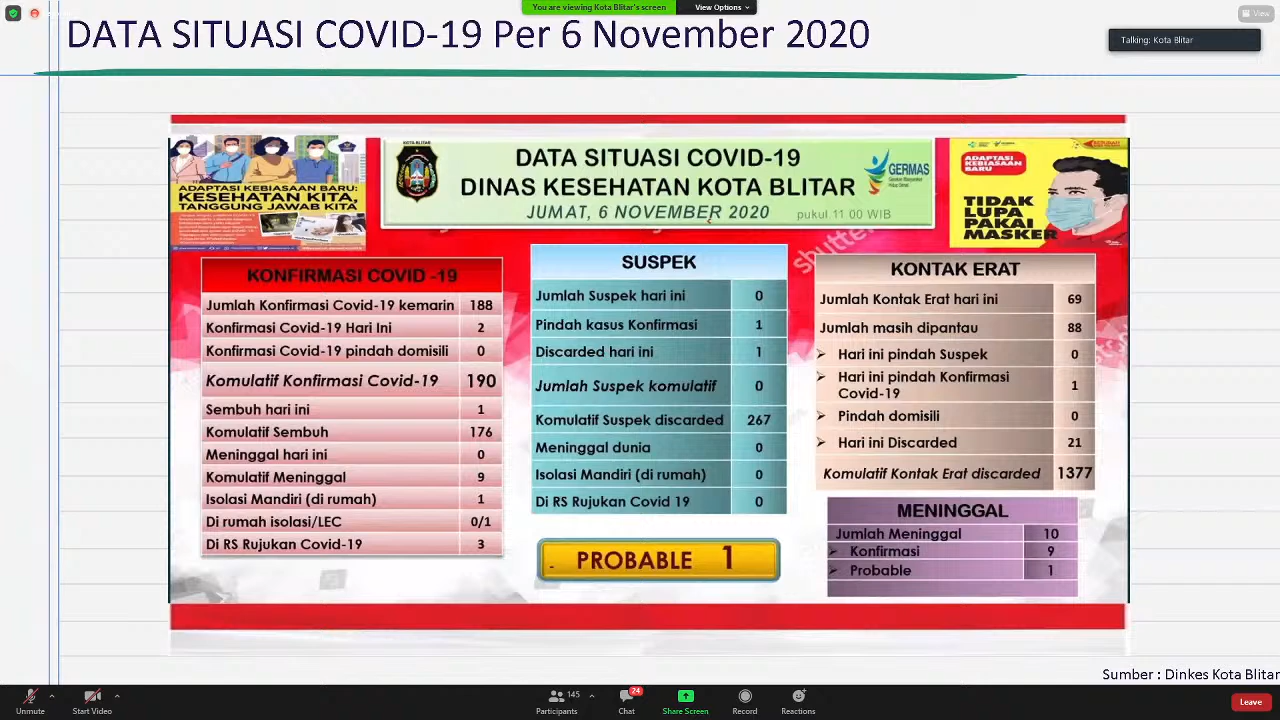 You are viewing Kota Blitar's screen
View Options
View
DATA SITUASI COVID-19 Per 6 November 2020
Talking: Kota Blitar
ADAPTASI KEBIASAAN BARU:
KESEHATAN KITA,
TANGGUNG JAWAB KITA
KOTA BLITAR
DATA SITUASI COVID-19
DINAS KESEHATAN KOTA BLITAR
JUMAT, 6 NOVEMBER 2020 pukul 11 00 WIB
GERMAS
ADAPTASI
KEBIASAAN
BARU
TIDAK
LUPA
PAKAI
MASKER
shutter
KONFIRMASI COVID -19
Jumlah Konfirmasi Covid-19 kemarin 188
Konfirmasi Covid-19 Hari Ini 2
Konfirmasi Covid-19 pindah domisili 0
Komulatif Konfirmasi Covid-19 190
Sembuh hari ini 1
Komulatif Sembuh 176
Meninggal hari ini 0
Komulatif Meninggal 9
Isolasi Mandiri (di rumah) 1
Di rumah isolasi/LEC 0/1
Di RS Rujukan Covid-19 3
SUSPEK
Jumlah Suspek hari ini 0
Pindah kasus Konfirmasi 1
Discarded hari ini 1
Jumlah Suspek komulatif 0
Komulatif Suspek discarded 267
Meninggal dunia 0
Isolasi Mandiri (di rumah) 0
Di RS Rujukan Covid 19 0
PROBABLE 1
KONTAK ERAT
Jumlah Kontak Erat hari ini 69
Jumlah masih dipantau 88
Hari ini pindah Suspek 0
Hari ini pindah Konfirmasi
Covid-19 1
Pindah domisili 0
Hari ini Discarded 21
Komulatif Kontak Erat discarded 1377
MENINGGAL
Jumlah Meninggal 10
Konfirmasi 9
Probable 1
Sumber : Dinkes Kota Blitar
Unmute
Start Video
145
Participants
24
Chat
Share Screen
Record
Reactions
Leave